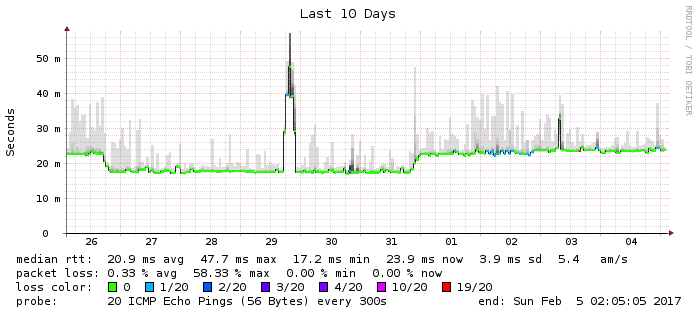 Last 10 Days
RRDTOOL / TOBI OETIKER
Seconds
50 m
40 m
30 m
20 m
10 m
0
26 27 28 29 30 31 01 02 03 04
median rtt: 20.9 ms avg 47.7 ms max 17.2 ms min 23.9 ms now 3.9 ms sd 5.4 am/s
packet loss: 0.33 % avg 58.33 % max 0.00 % min 0.00 % now
loss color: 0 1/20 2/20 3/20 4/20 10/20 19/20
probe: 20 ICMP Echo Pings (56 Bytes) every 300s end: Sun Feb 5 02:05:05 2017